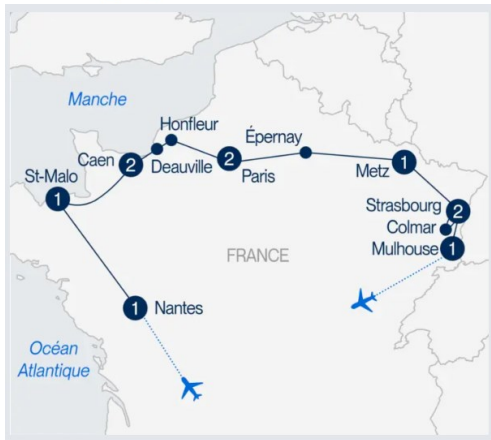 Manche
Honfleur
Épernay
Caen
2
Deauville
2
Paris
Metz
1
St-Malo
1
Strasbourg
2
Colmar
Mulhouse
1
FRANCE
1
Nantes
Océan
Atlantique